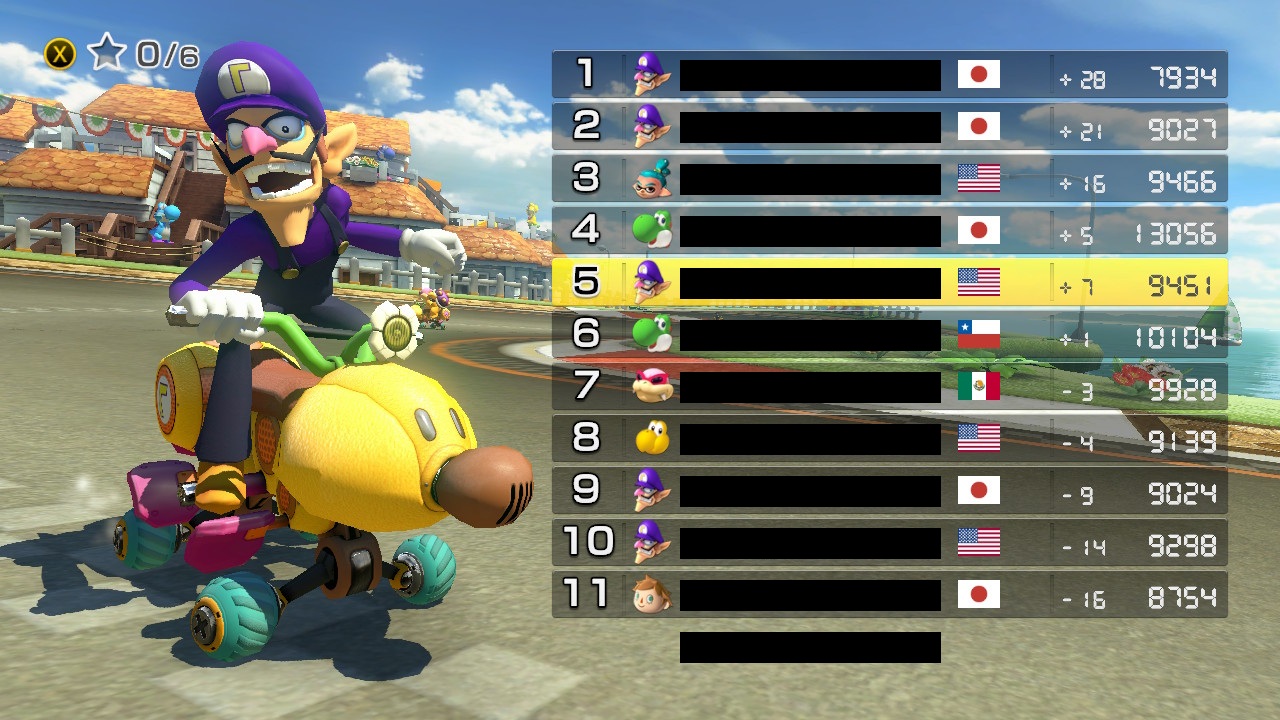 X 0/6
1 + 28 7934
2 + 21 9027
3 + 16 9466
4 + 5 13056
5 + 7 9451
6 + 1 10104
7 - 3 9928
8 - 4 9139
9 - 9 9024
10 - 14 9298
11 - 16 8754